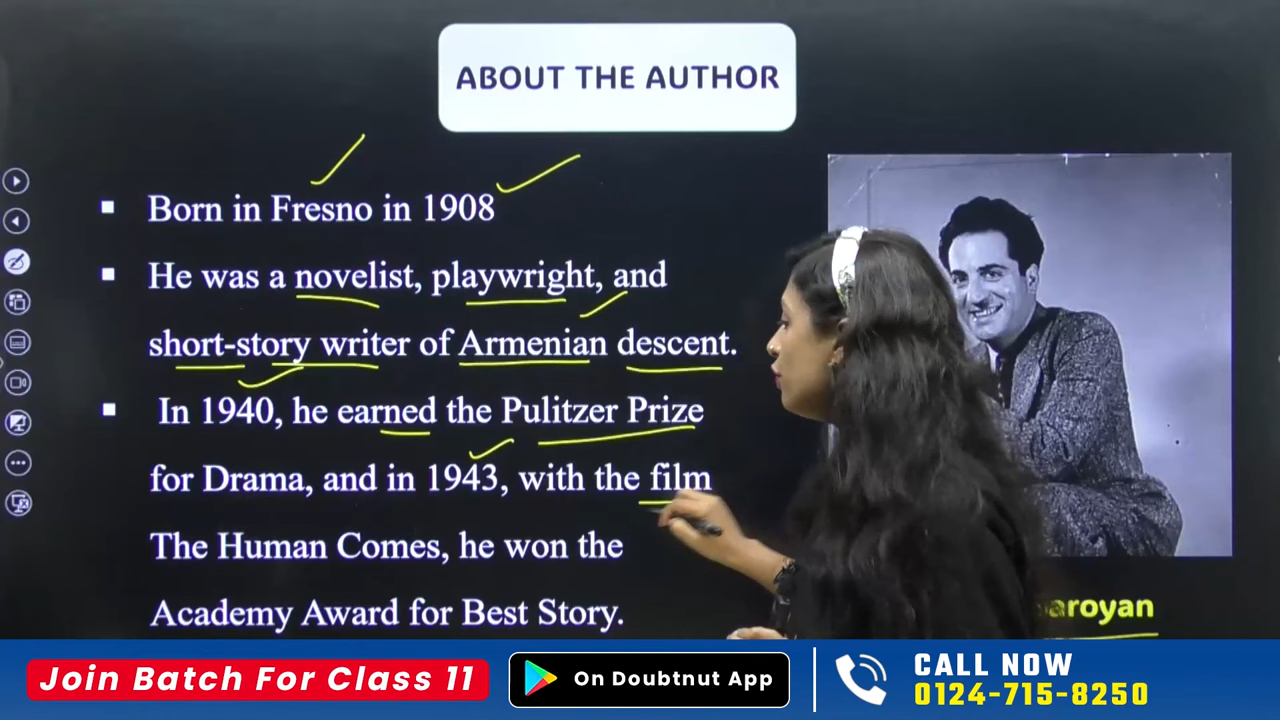 ABOUT THE AUTHOR
Born in Fresno in 1908
He was a novelist, playwright, and
short-story writer of Armenian descent.
In 1940, he earned the Pulitzer Prize
for Drama, and in 1943, with the film
The Human Comes, he won the
Academy Award for Best Story.
aroyan
Join Batch For Class 11
On Doubtnut App
CALL NOW
0124-715-8250